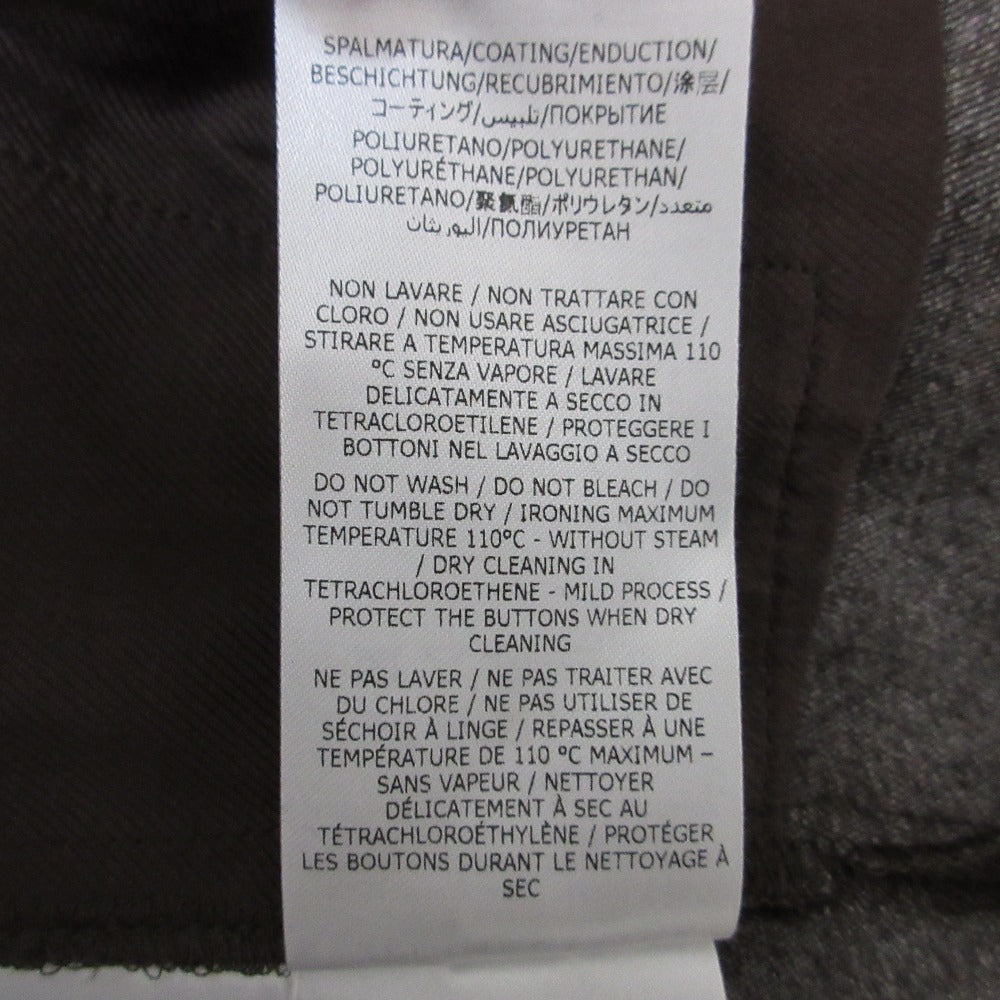 SPALMATURA/COATING/ENDUCTION/
BESCHICHTUNG/RECUBRIMIENTO/涂层/
コーティング/تلبيس/ПОКРЫТИЕ
POLIURETANO/POLYURETHANE/
POLYURÉTHANE/POLYURETHAN/
POLIURETANO/聚氨酯/ポリウレタン/متعدد
البور يثان/ПОЛИУРЕТАН
NON LAVARE / NON TRATTARE CON
CLORO / NON USARE ASCIUGATRICE /
STIRARE A TEMPERATURA MASSIMA 110
°C SENZA VAPORE / LAVARE
DELICATAMENTE A SECCO IN
TETRACLOROETILENE / PROTEGGERE I
BOTTONI NEL LAVAGGIO A SECCO
DO NOT WASH / DO NOT BLEACH / DO
NOT TUMBLE DRY / IRONING MAXIMUM
TEMPERATURE 110°C - WITHOUT STEAM
/ DRY CLEANING IN
TETRACHLOROETHENE - MILD PROCESS /
PROTECT THE BUTTONS WHEN DRY
CLEANING
NE PAS LAVER / NE PAS TRAITER AVEC
DU CHLORE / NE PAS UTILISER DE
SÉCHOIR À LINGE / REPASSER À UNE
TEMPÉRATURE DE 110 °C MAXIMUM –
SANS VAPEUR / NETTOYER
DÉLICATEMENT À SEC AU
TÉTRACHLOROÉTHYLÈNE / PROTÉGER
LES BOUTONS DURANT LE NETTOYAGE À
SEC